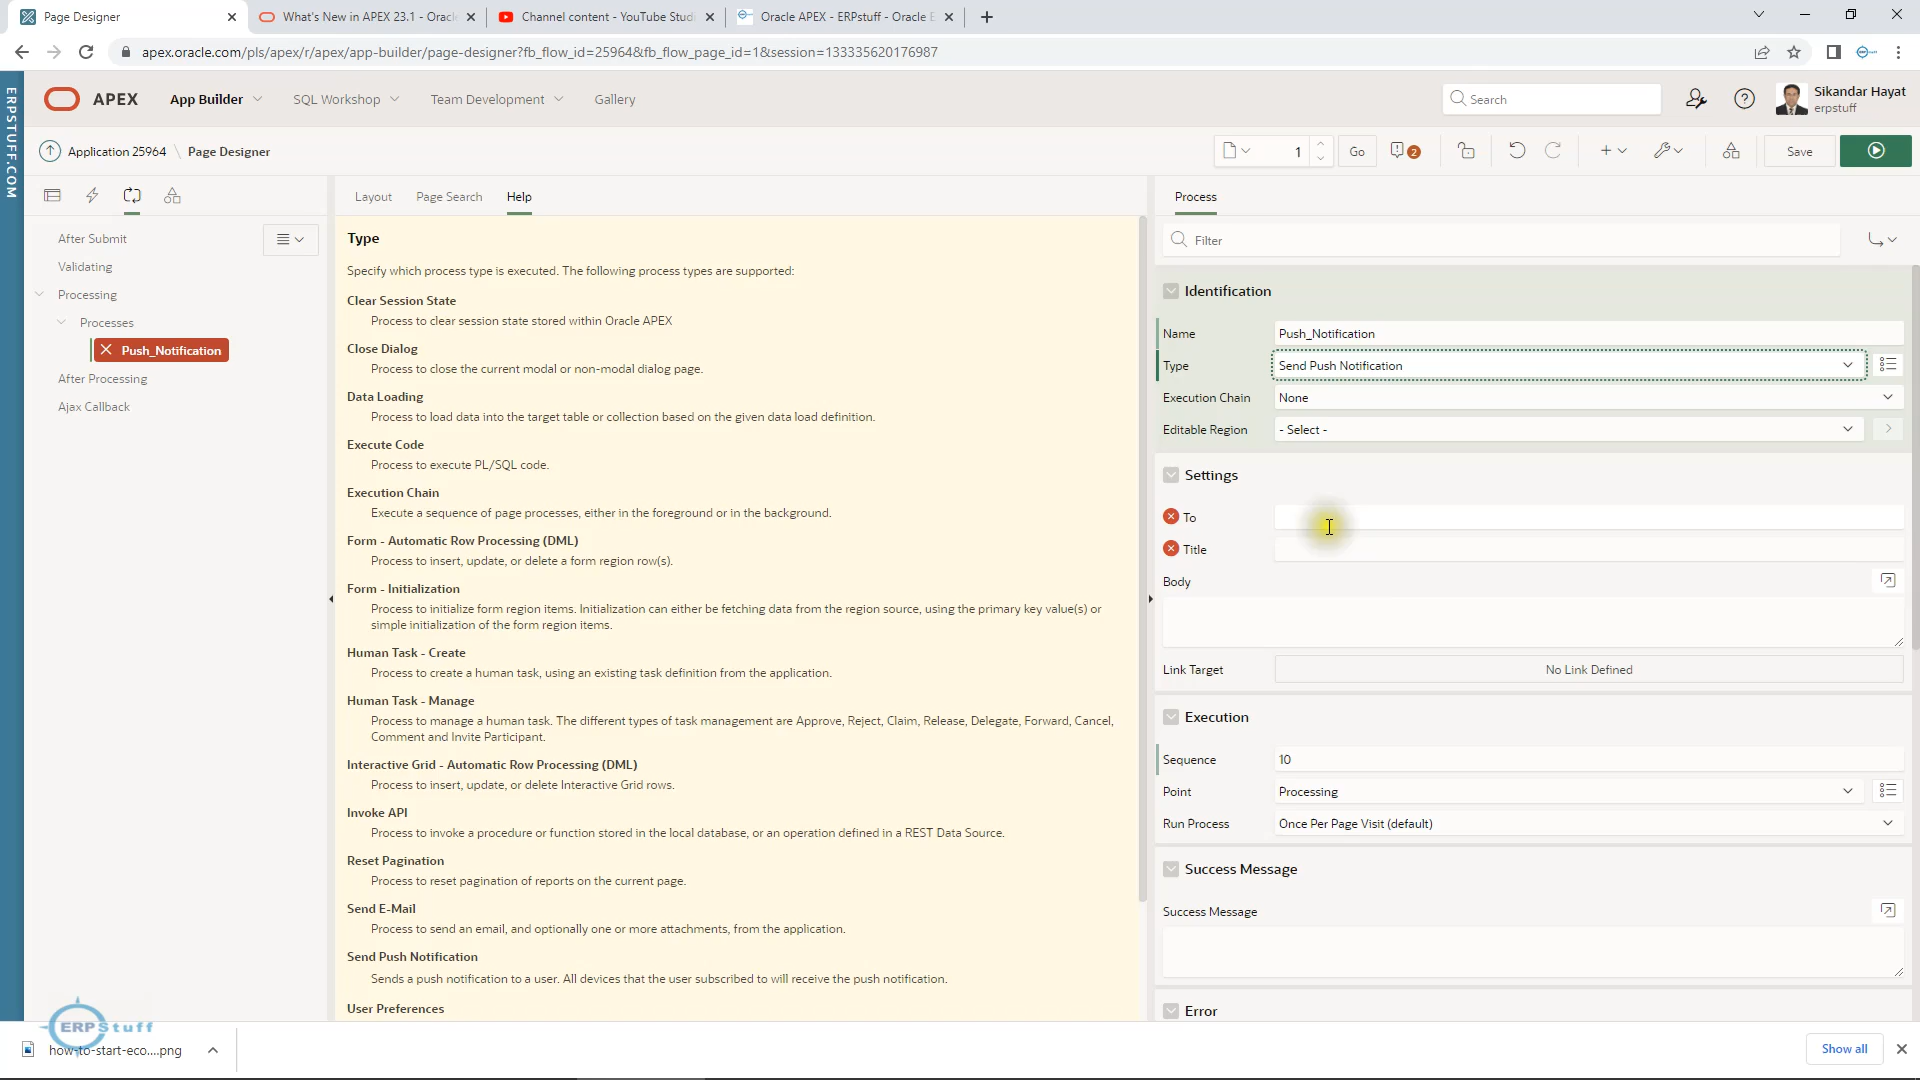 Page Designer
What's New in APEX 23.1 - Oracle
Channel content - YouTube Studi
Oracle APEX - ERPstuff - Oracle E
apex.oracle.com/pls/apex/r/apex/app-builder/page-designer?fb_flow_id=25964&fb_flow_page_id=1&session=133335620176987
ERPSTUFF.COM
APEX
App Builder
SQL Workshop
Team Development
Gallery
Search
Sikandar Hayat
erpstuff
Application 25964 \ Page Designer
1
Go
2
Save
After Submit
Validating
Processing
Processes
Push_Notification
After Processing
Ajax Callback
Layout
Page Search
Help
Type
Specify which process type is executed. The following process types are supported:
Clear Session State
Process to clear session state stored within Oracle APEX
Close Dialog
Process to close the current modal or non-modal dialog page.
Data Loading
Process to load data into the target table or collection based on the given data load definition.
Execute Code
Process to execute PL/SQL code.
Execution Chain
Execute a sequence of page processes, either in the foreground or in the background.
Form - Automatic Row Processing (DML)
Process to insert, update, or delete a form region row(s).
Form - Initialization
Process to initialize form region items. Initialization can either be fetching data from the region source, using the primary key value(s) or
simple initialization of the form region items.
Human Task - Create
Process to create a human task, using an existing task definition from the application.
Human Task - Manage
Process to manage a human task. The different types of task management are Approve, Reject, Claim, Release, Delegate, Forward, Cancel,
Comment and Invite Participant.
Interactive Grid - Automatic Row Processing (DML)
Process to insert, update, or delete Interactive Grid rows.
Invoke API
Process to invoke a procedure or function stored in the local database, or an operation defined in a REST Data Source.
Reset Pagination
Process to reset pagination of reports on the current page.
Send E-Mail
Process to send an email, and optionally one or more attachments, from the application.
Send Push Notification
Sends a push notification to a user. All devices that the user subscribed to will receive the push notification.
User Preferences
Process
Filter
Identification
Name Push_Notification
Type Send Push Notification
Execution Chain None
Editable Region - Select -
Settings
To
Title
Body
Link Target No Link Defined
Execution
Sequence 10
Point Processing
Run Process Once Per Page Visit (default)
Success Message
Success Message
Error
ERPStuff
how-to-start-eco....png
Show all